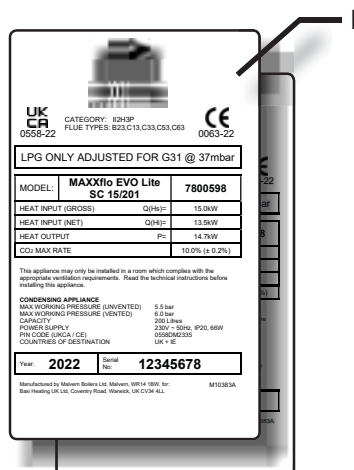 UK
CA
0558-22
CATEGORY: II2H3P
FLUE TYPES: B23,C13,C33,C53,C63
CE
0063-22
LPG ONLY ADJUSTED FOR G31 @ 37mbar
MODEL: MAXXflo EVO Lite SC 15/201 7800598
HEAT INPUT (GROSS) Q(Hs)= 15.0kW
HEAT INPUT (NET) Q(Hi)= 13.5kW
HEAT OUTPUT P= 14.7kW
CO2 MAX RATE 10.0% (± 0.2%)
This appliance may only be installed in a room which complies with the
appropriate ventilation requirements. Read the technical instructions before
installing this appliance.
CONDENSING APPLIANCE
MAX WORKING PRESSURE (UNVENTED) 5.5 bar
MAX WORKING PRESSURE (VENTED) 6.0 bar
CAPACITY 200 Litres
POWER SUPPLY 230V ~ 50Hz, IP20, 66W
PIN CODE (UKCA / CE) 0558DM2335
COUNTRIES OF DESTINATION UK + IE
Year: 2022 Serial No: 12345678
Manufactured by Malvern Boilers Ltd, Malvern, WR14 1BW, for: M10383A
Baxi Heating UK Ltd, Coventry Road, Warwick, UK CV34 4LL
-22
ar
8
%)
383A